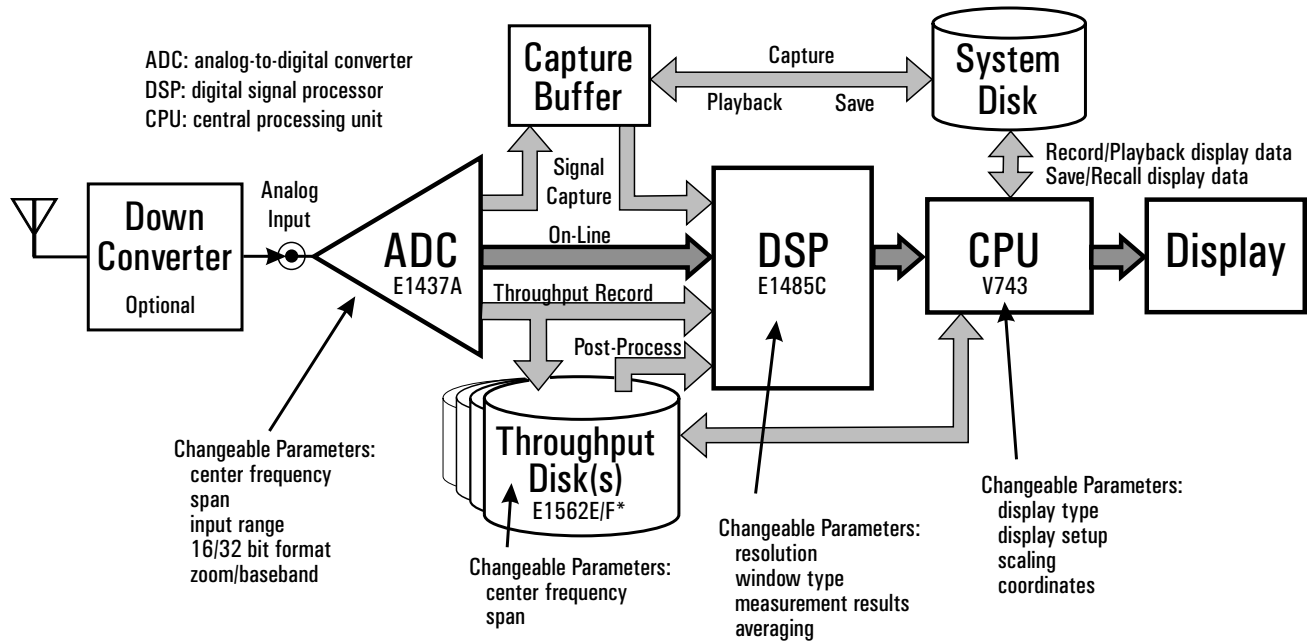 ADC: analog-to-digital converter
DSP: digital signal processor
CPU: central processing unit
Capture
Buffer
Capture
Playback
Save
System
Disk
Record/Playback display data
Save/Recall display data
Signal
Capture
Analog
Input
Down
Converter
Optional
ADC
E1437A
On-Line
Throughput Record
Post-Process
DSP
E1485C
CPU
V743
Display
Throughput
Disk(s)
E1562E/F*
Changeable Parameters:
center frequency
span
input range
16/32 bit format
zoom/baseband
Changeable Parameters:
center frequency
span
Changeable Parameters:
resolution
window type
measurement results
averaging
Changeable Parameters:
display type
display setup
scaling
coordinates